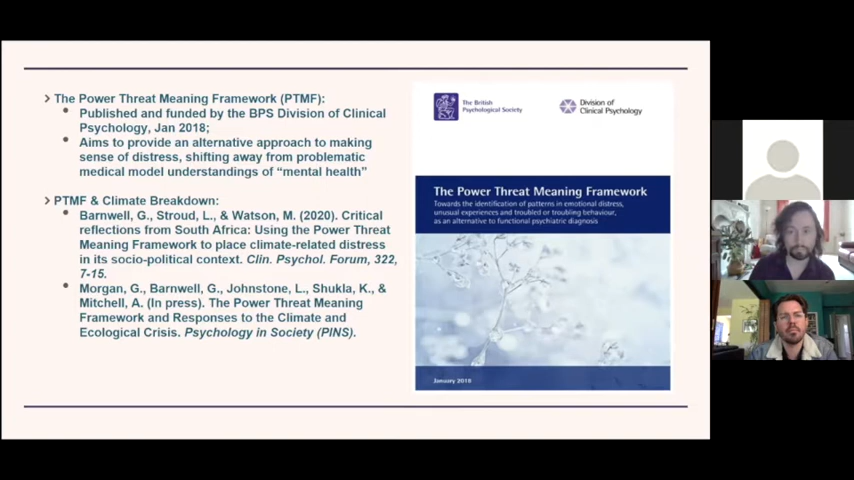 The Power Threat Meaning Framework (PTMF):
Published and funded by the BPS Division of Clinical
Psychology, Jan 2018;
Aims to provide an alternative approach to making
sense of distress, shifting away from problematic
medical model understandings of “mental health”
PTMF & Climate Breakdown:
Barnwell, G., Stroud, L., & Watson, M. (2020). Critical
reflections from South Africa: Using the Power Threat
Meaning Framework to place climate-related distress
in its socio-political context. Clin. Psychol. Forum, 322,
7-15.
Morgan, G., Barnwell, G., Johnstone, L., Shukla, K., &
Mitchell, A. (In press). The Power Threat Meaning
Framework and Responses to the Climate and
Ecological Crisis. Psychology in Society (PINS).
The British
Psychological Society
Division of
Clinical Psychology
The Power Threat Meaning Framework
Towards the identification of patterns in emotional distress,
unusual experiences and troubled or troubling behaviour,
as an alternative to functional psychiatric diagnosis
January 2018